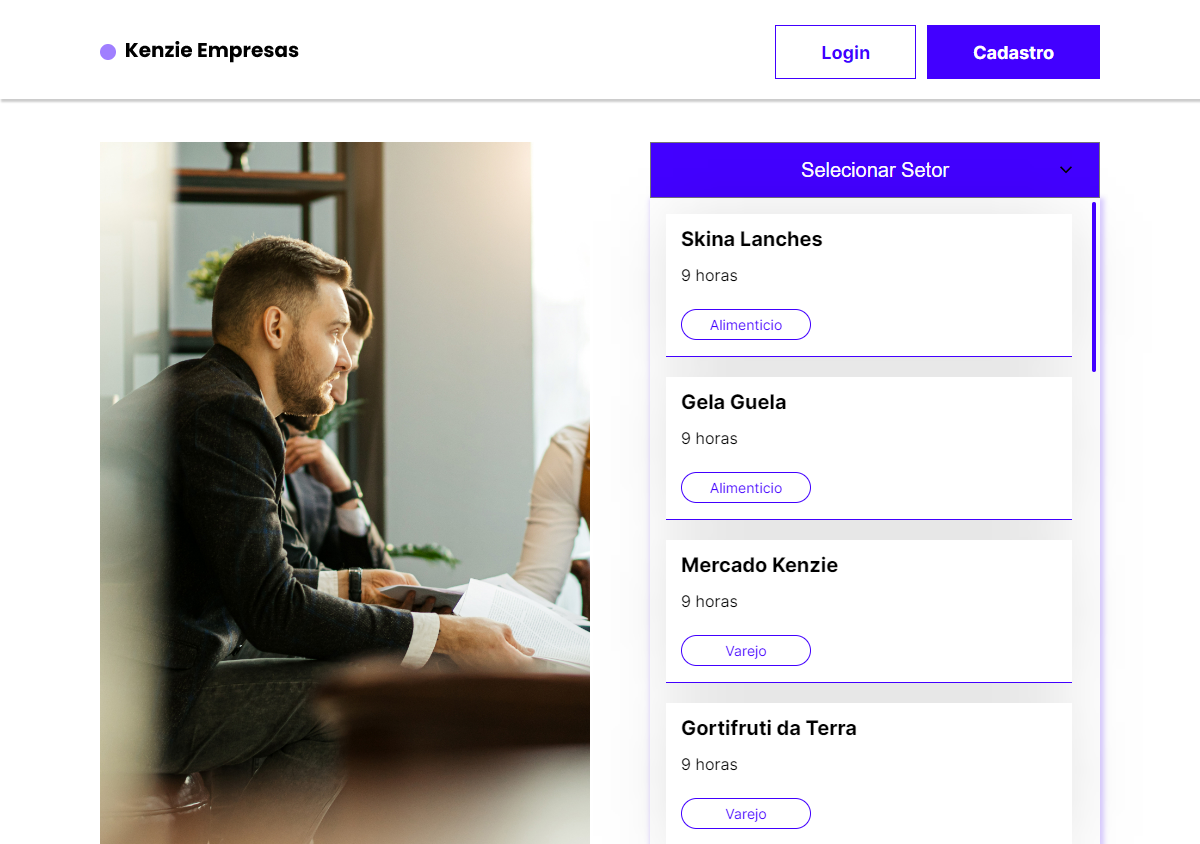 Kenzie Empresas
Login
Cadastro
Selecionar Setor
Skina Lanches
9 horas
Alimenticio
Gela Guela
9 horas
Alimenticio
Mercado Kenzie
9 horas
Varejo
Gortifruti da Terra
9 horas
Varejo